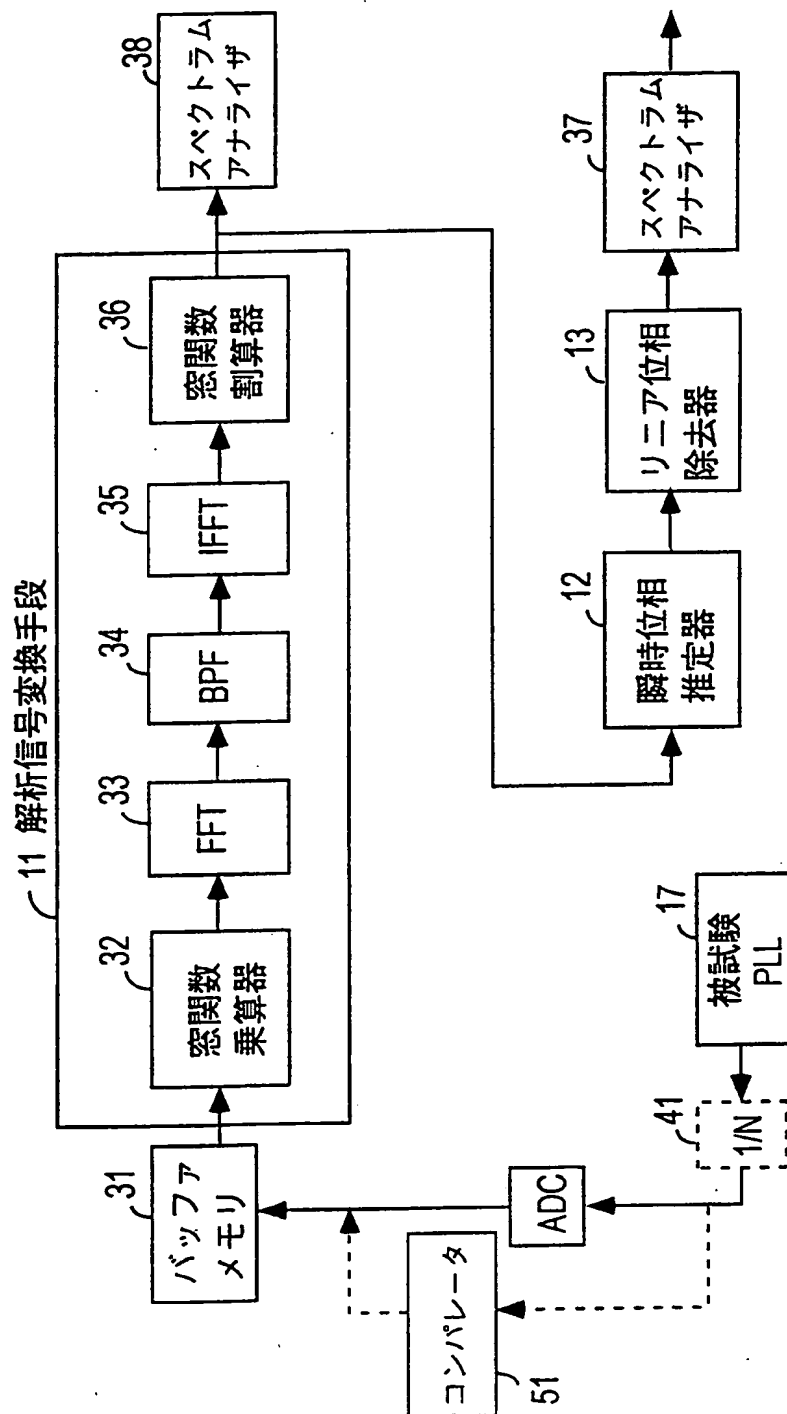 11 解析信号変換手段
31
バッファ
メモリ
32
窓関数
乗算器
33
FFT
34
BPF
35
IFFT
36
窓関数
割算器
38
スペクトラム
アナライザ
51
コンパレータ
ADC
41
1/N
17
被試験
PLL
12
瞬時位相
推定器
13
リニア位相
除去器
37
スペクトラム
アナライザ